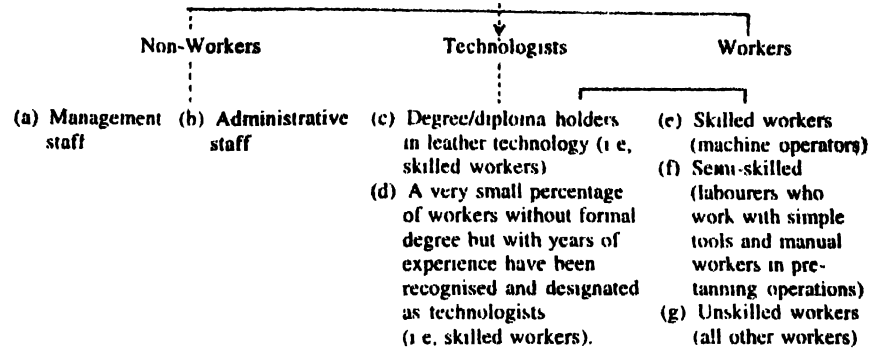 Non-Workers
Technologists
Workers
(a) Management
staff
(b) Administrative
staff
(c) Degree/diploma holders
in leather technology (i e,
skilled workers)
(d) A very small percentage
of workers without formal
degree but with years of
experience have been
recognised and designated
as technologists
(i e, skilled workers).
(e) Skilled workers
(machine operators)
(f) Semi-skilled
(labourers who
work with simple
tools and manual
workers in pre-
tanning operations)
(g) Unskilled workers
(all other workers)